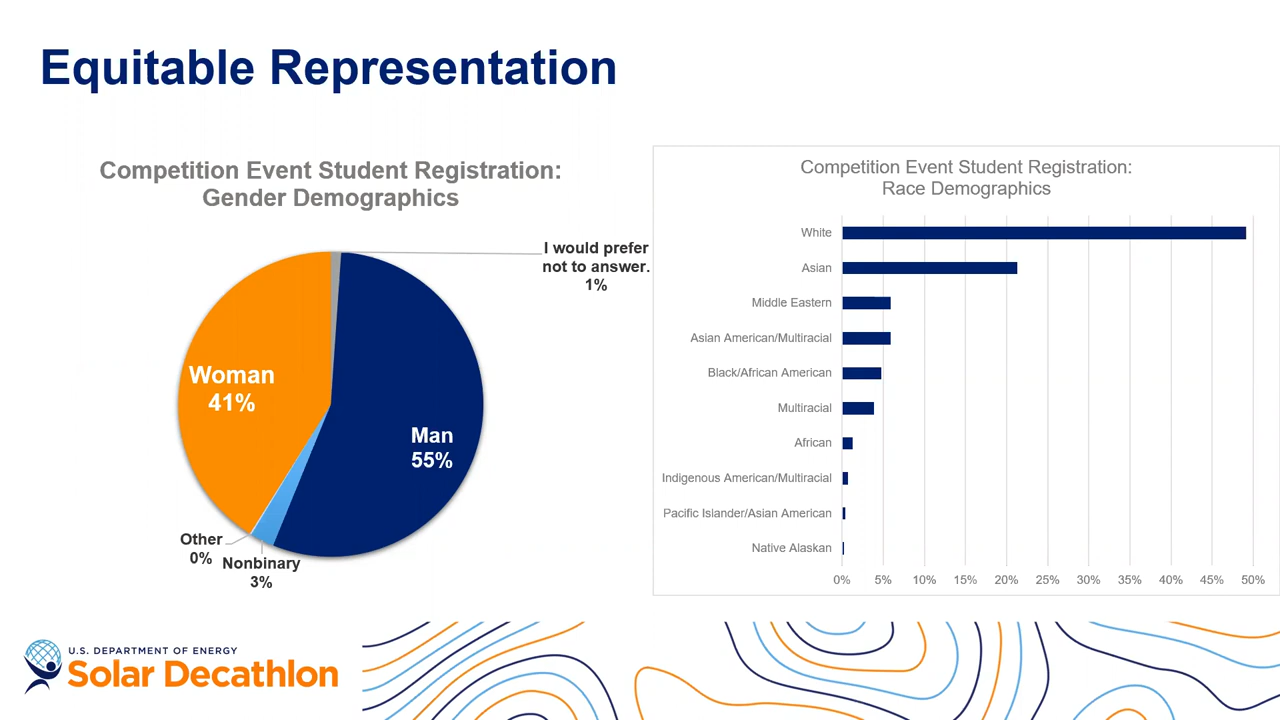 Equitable Representation
Competition Event Student Registration:
Gender Demographics
I would prefer
not to answer.
1%
Woman
41%
Man
55%
Other
0%
Nonbinary
3%
Competition Event Student Registration:
Race Demographics
White
Asian
Middle Eastern
Asian American/Multiracial
Black/African American
Multiracial
African
Indigenous American/Multiracial
Pacific Islander/Asian American
Native Alaskan
0% 5% 10% 15% 20% 25% 30% 35% 40% 45% 50%
U.S. DEPARTMENT OF ENERGY
Solar Decathlon